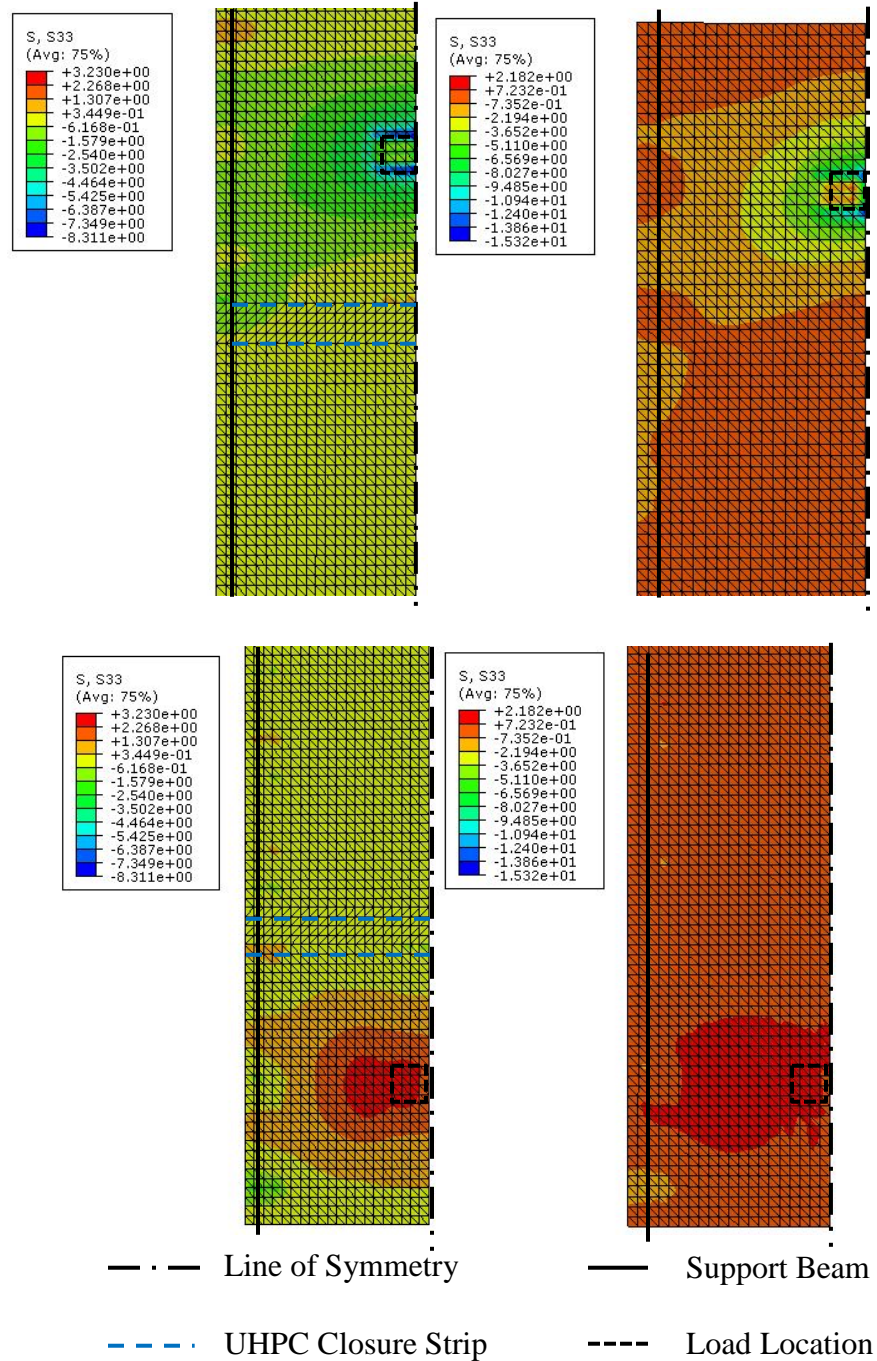 S, S33
(Avg: 75%)
+3.230e+00
+2.268e+00
+1.307e+00
+3.449e-01
-6.168e-01
-1.579e+00
-2.540e+00
-3.502e+00
-4.464e+00
-5.425e+00
-6.387e+00
-7.349e+00
-8.311e+00
S, S33
(Avg: 75%)
+2.182e+00
+7.232e-01
-7.352e-01
-2.194e+00
-3.652e+00
-5.110e+00
-6.569e+00
-8.027e+00
-9.485e+00
-1.094e+01
-1.240e+01
-1.386e+01
-1.532e+01
S, S33
(Avg: 75%)
+3.230e+00
+2.268e+00
+1.307e+00
+3.449e-01
-6.168e-01
-1.579e+00
-2.540e+00
-3.502e+00
-4.464e+00
-5.425e+00
-6.387e+00
-7.349e+00
-8.311e+00
S, S33
(Avg: 75%)
+2.182e+00
+7.232e-01
-7.352e-01
-2.194e+00
-3.652e+00
-5.110e+00
-6.569e+00
-8.027e+00
-9.485e+00
-1.094e+01
-1.240e+01
-1.386e+01
-1.532e+01
Line of Symmetry
Support Beam
UHPC Closure Strip
Load Location